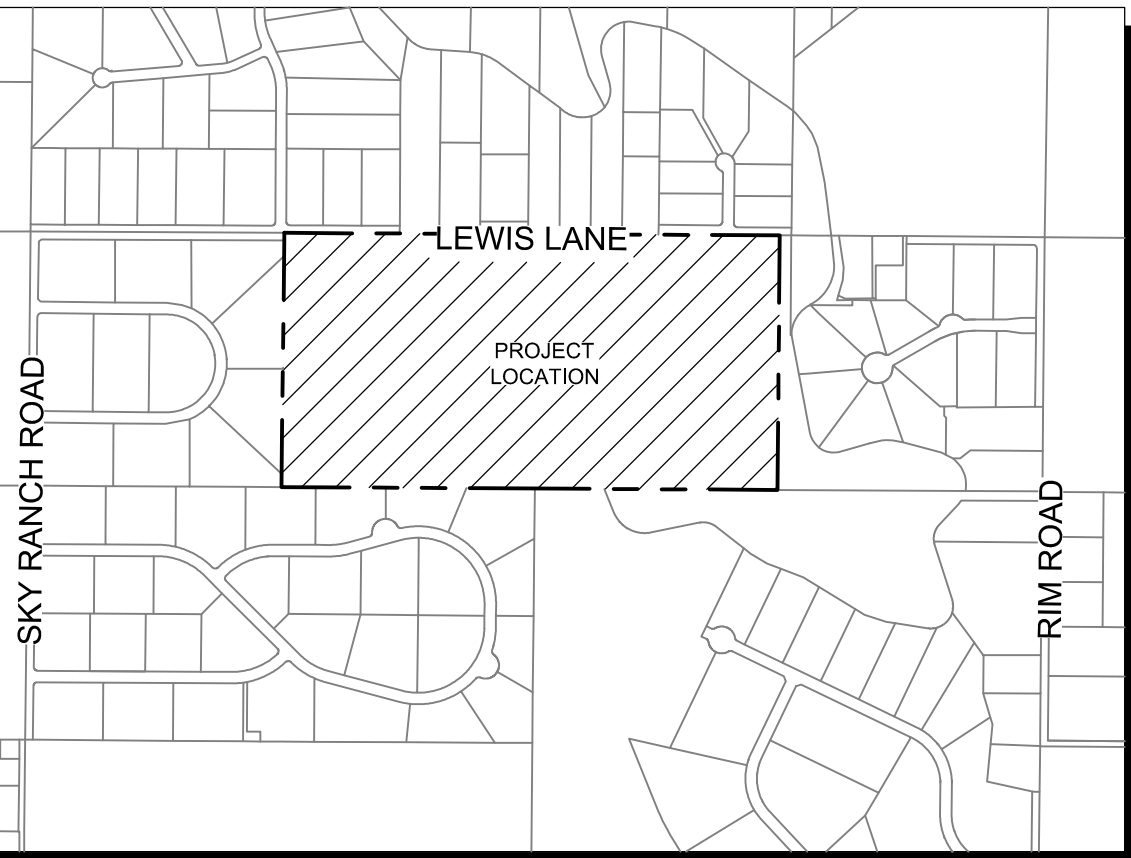 LEWIS LANE
PROJECT
LOCATION
SKY RANCH ROAD
RIM ROAD